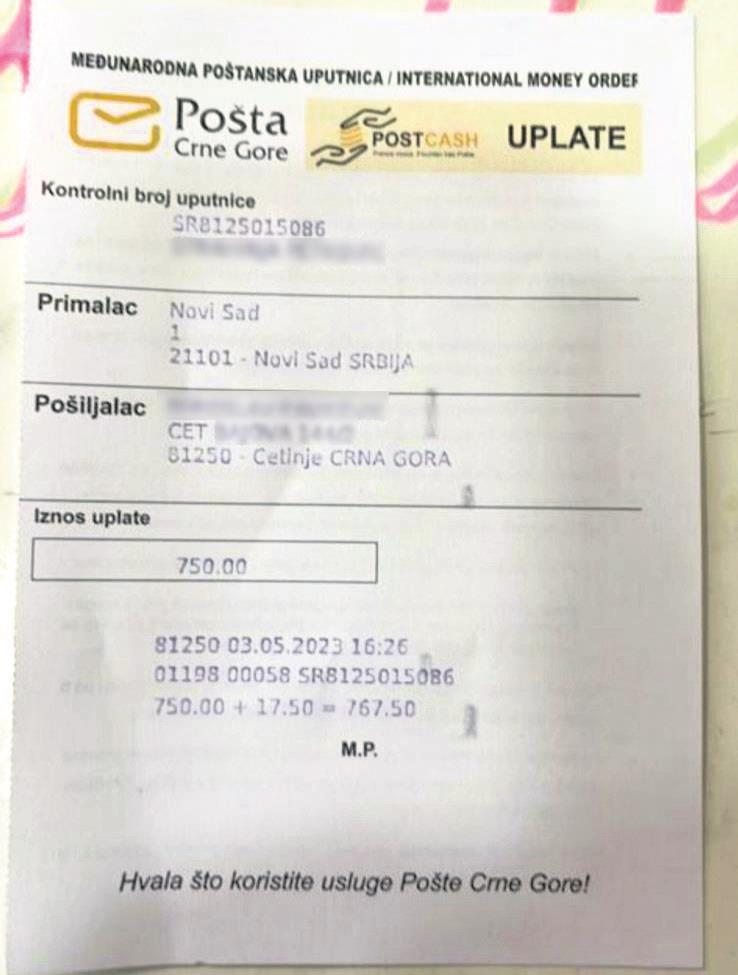 MEĐUNARODNA POŠTANSKA UPUTNICA / INTERNATIONAL MONEY ORDER
Pošta
Crne Gore
POSTCASH
UPLATE
Kontrolni broj uputnice
SR8125015086
Primalac
Novi Sad
1
21101 - Novi Sad SRBIJA
Pošiljalac
CET
81250 - Cetinje CRNA GORA
Iznos uplate
750.00
81250 03.05.2023 16:26
01198 00058 SR8125015086
750.00 + 17.50 = 767.50
M.P.
Hvala što koristite usluge Pošte Crne Gore!